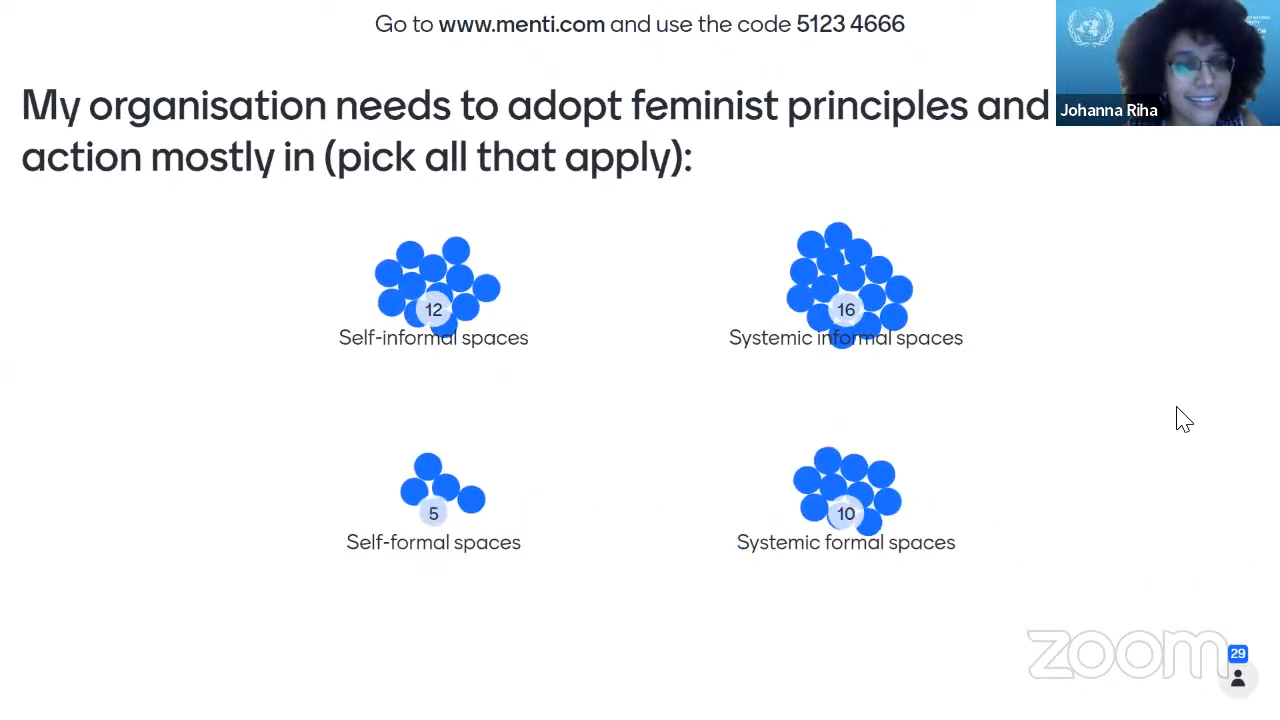 Go to www.menti.com and use the code 5123 4666
My organisation needs to adopt feminist principles and
action mostly in (pick all that apply):
Johanna Riha
12
Self-informal spaces
16
Systemic informal spaces
5
Self-formal spaces
10
Systemic formal spaces
zoom
29